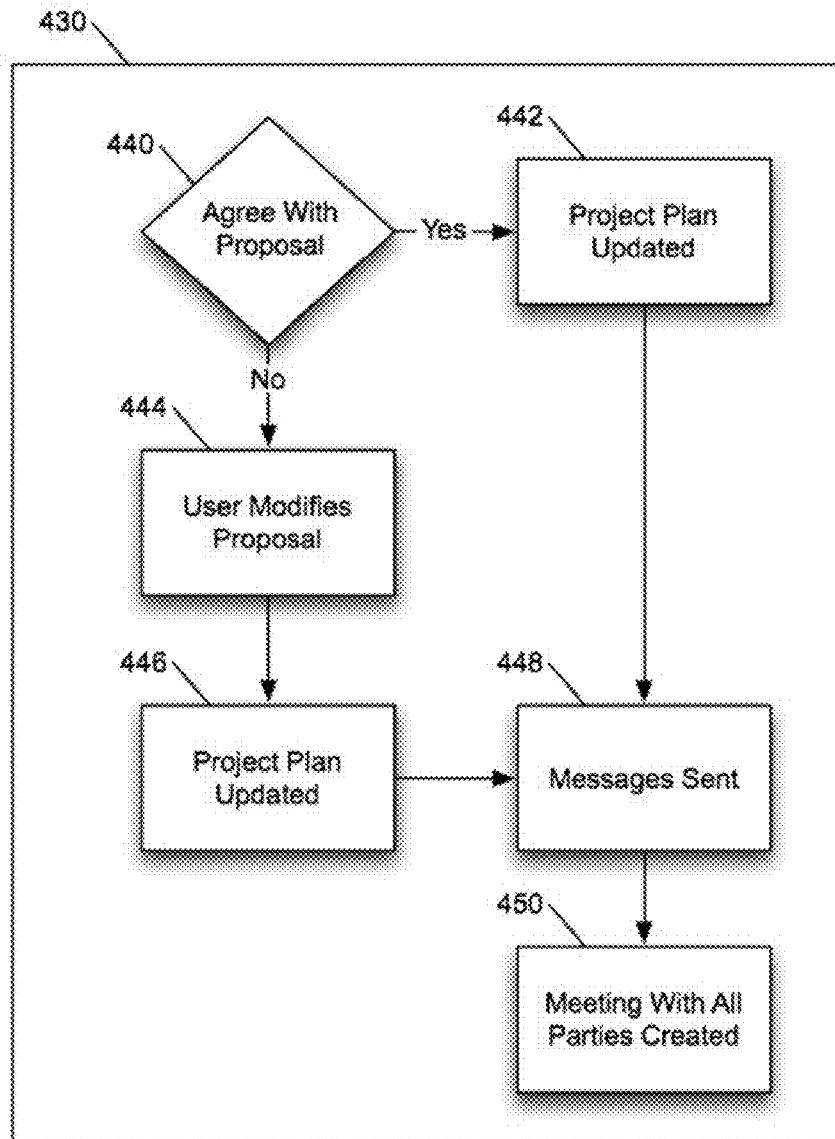 430
440
442
Agree With
Proposal
Yes
Project Plan
Updated
No
444
User Modifies
Proposal
446
448
Project Plan
Updated
Messages Sent
450
Meeting With All
Parties Created